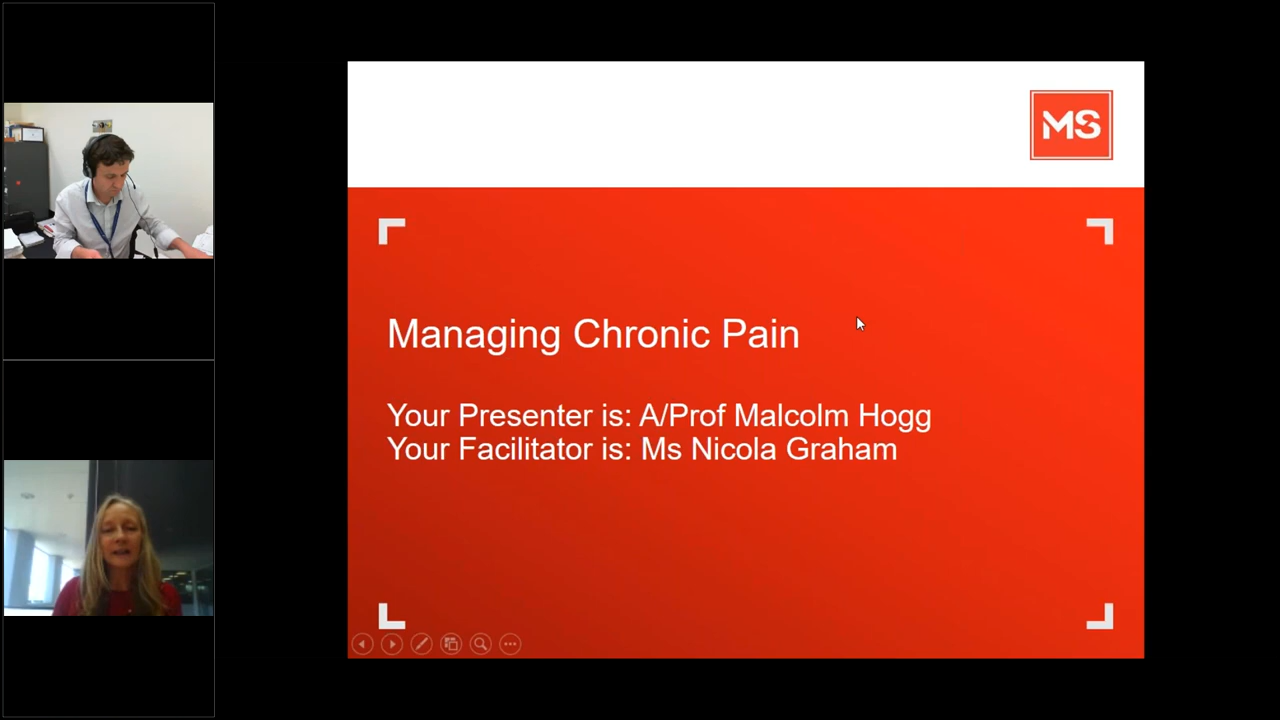 MS
Managing Chronic Pain
Your Presenter is: A/Prof Malcolm Hogg
Your Facilitator is: Ms Nicola Graham